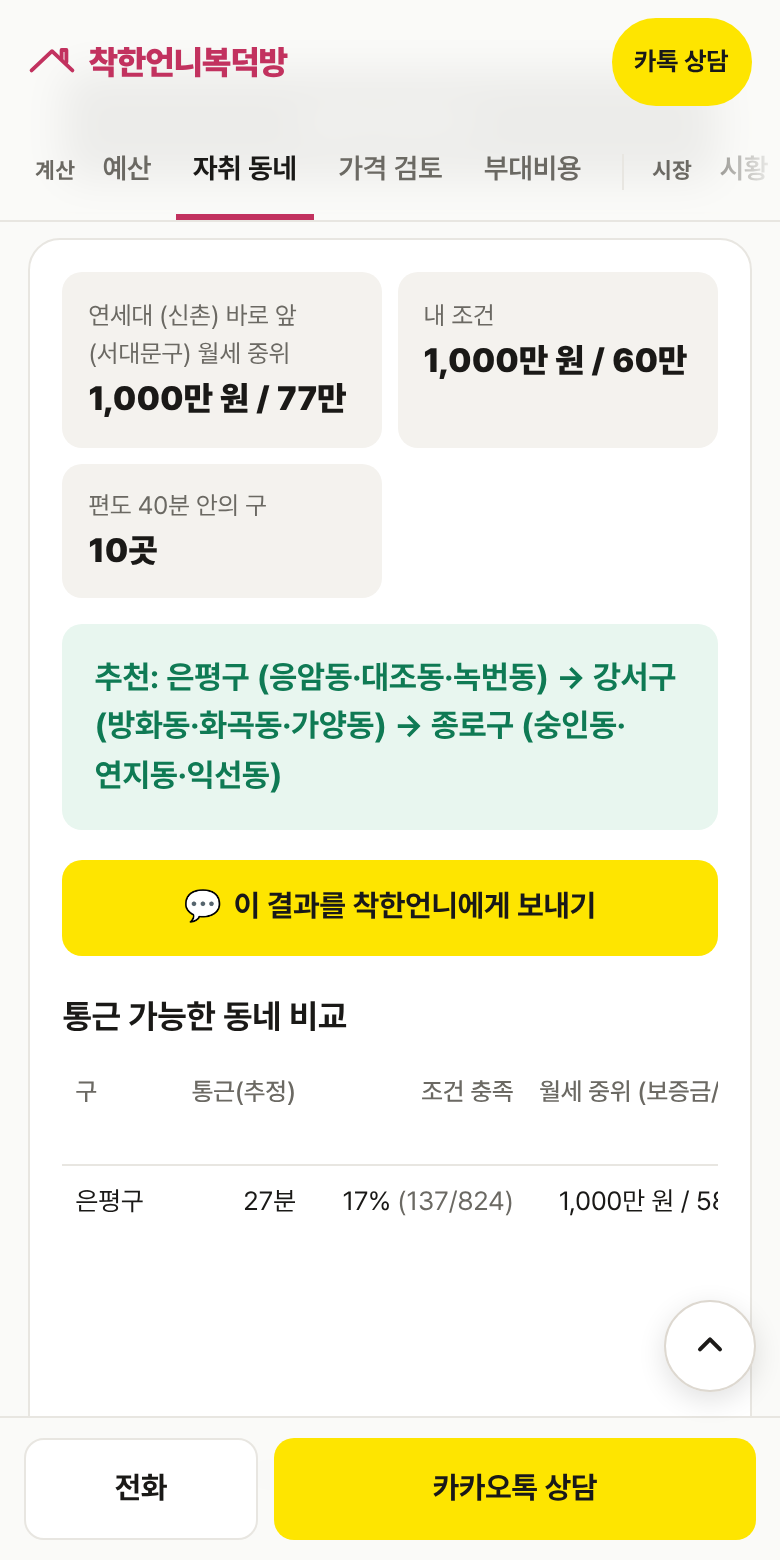 착한언니복덕방
카톡 상담
계산 예산 자취 동네 가격 검토 부대비용 시장 시황
연세대 (신촌) 바로 앞
(서대문구) 월세 중위
1,000만 원 / 77만
내 조건
1,000만 원 / 60만
편도 40분 안의 구
10곳
추천: 은평구 (응암동·대조동·녹번동) → 강서구
(방화동·화곡동·가양동) → 종로구 (숭인동·
연지동·익선동)
💬 이 결과를 착한언니에게 보내기
통근 가능한 동네 비교
구 통근(추정) 조건 충족 월세 중위 (보증금/
은평구 27분 17% (137/824) 1,000만 원 / 58
전화
카카오톡 상담